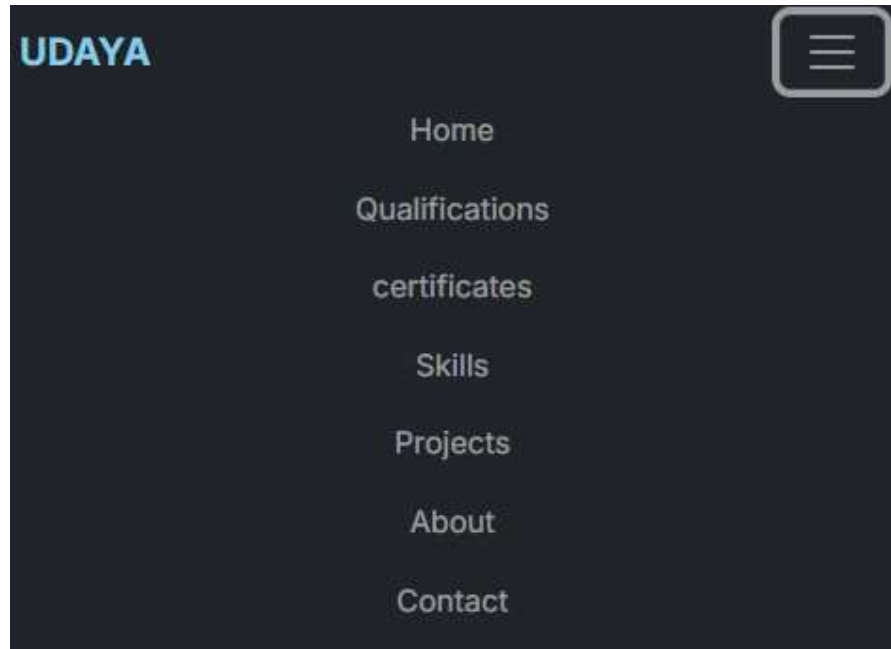 UDAYA
Home
Qualifications
certificates
Skills
Projects
About
Contact